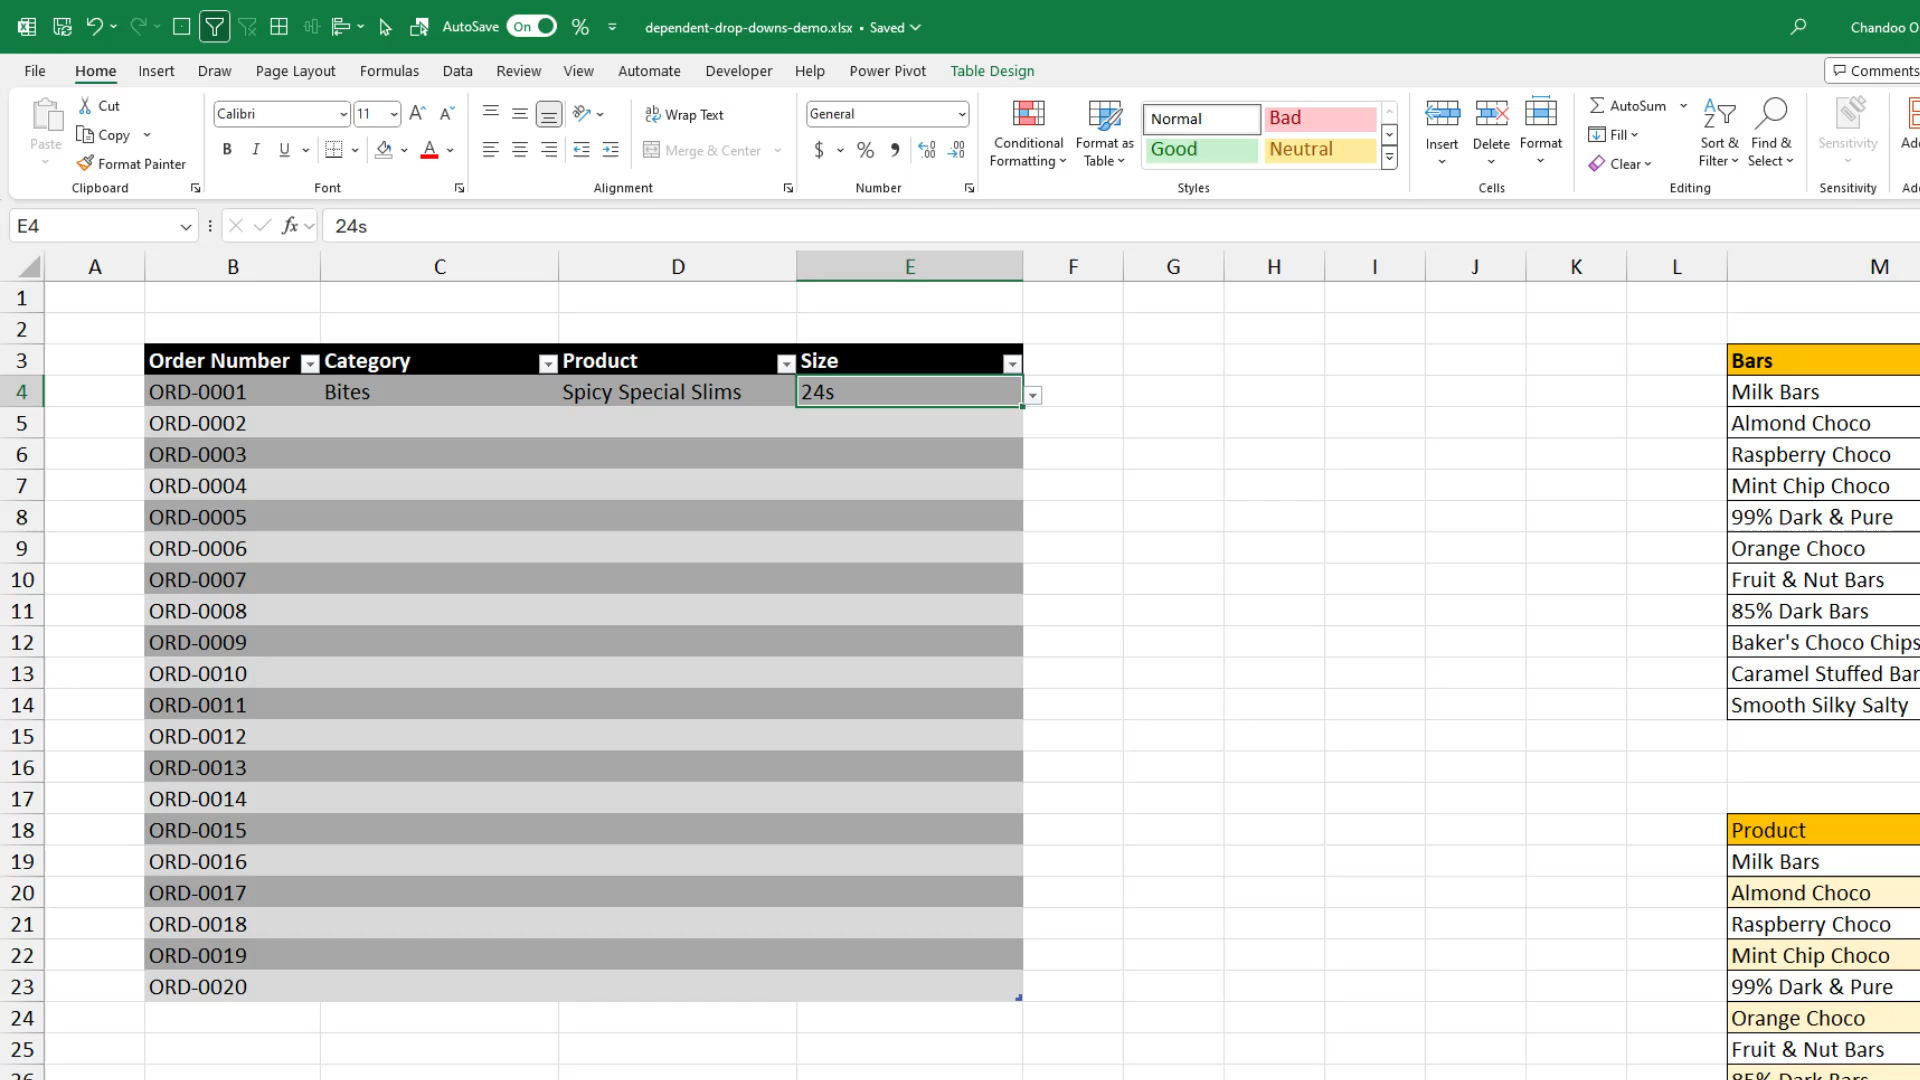 AutoSave On % dependent-drop-downs-demo.xlsx • Saved Chandoo O
File Home Insert Draw Page Layout Formulas Data Review View Automate Developer Help Power Pivot Table Design Comments
Paste Cut Copy Format Painter Clipboard
Calibri 11 B I U A Font
Wrap Text Merge & Center Alignment
General $ % Number
Conditional Formatting Format as Table Normal Bad Good Neutral Styles
Insert Delete Format Cells
AutoSum Fill Clear Sort & Filter Find & Select Editing
Sensitivity Sensitivity
E4 fx 24s
A B C D E F G H I J K L M
1
2
3 Order Number Category Product Size Bars
4 ORD-0001 Bites Spicy Special Slims 24s Milk Bars
5 ORD-0002 Almond Choco
6 ORD-0003 Raspberry Choco
7 ORD-0004 Mint Chip Choco
8 ORD-0005 99% Dark & Pure
9 ORD-0006 Orange Choco
10 ORD-0007 Fruit & Nut Bars
11 ORD-0008 85% Dark Bars
12 ORD-0009 Baker's Choco Chips
13 ORD-0010 Caramel Stuffed Bar
14 ORD-0011 Smooth Silky Salty
15 ORD-0012
16 ORD-0013
17 ORD-0014
18 ORD-0015 Product
19 ORD-0016 Milk Bars
20 ORD-0017 Almond Choco
21 ORD-0018 Raspberry Choco
22 ORD-0019 Mint Chip Choco
23 ORD-0020 99% Dark & Pure
24 Orange Choco
25 Fruit & Nut Bars
26 85% Dark Bars